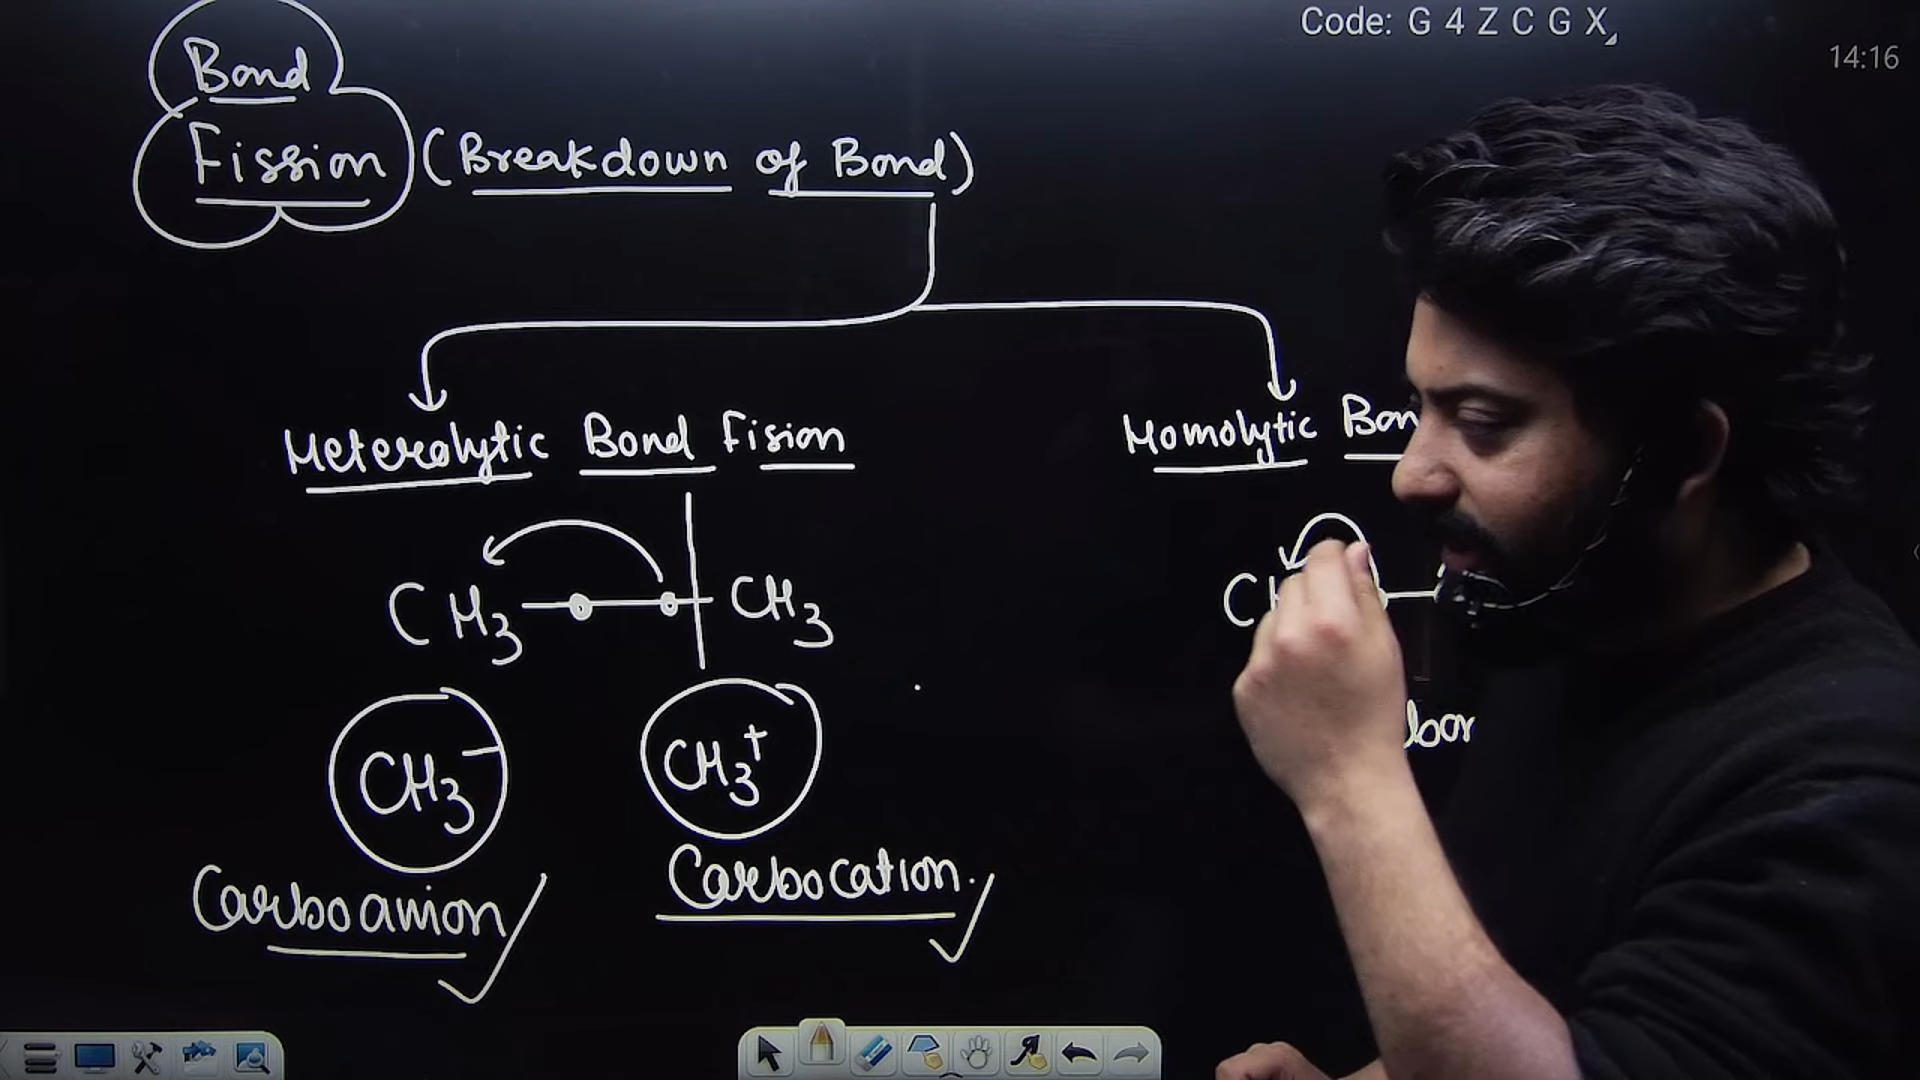 Code: G 4 Z C G X
14:16
Bond
Fission (Breakdown of Bond)
Heterolytic Bond Fision
Homolytic Bon
CH3 CH3
CH3⁻
CH3⁺
Carboanion
Carbocation.